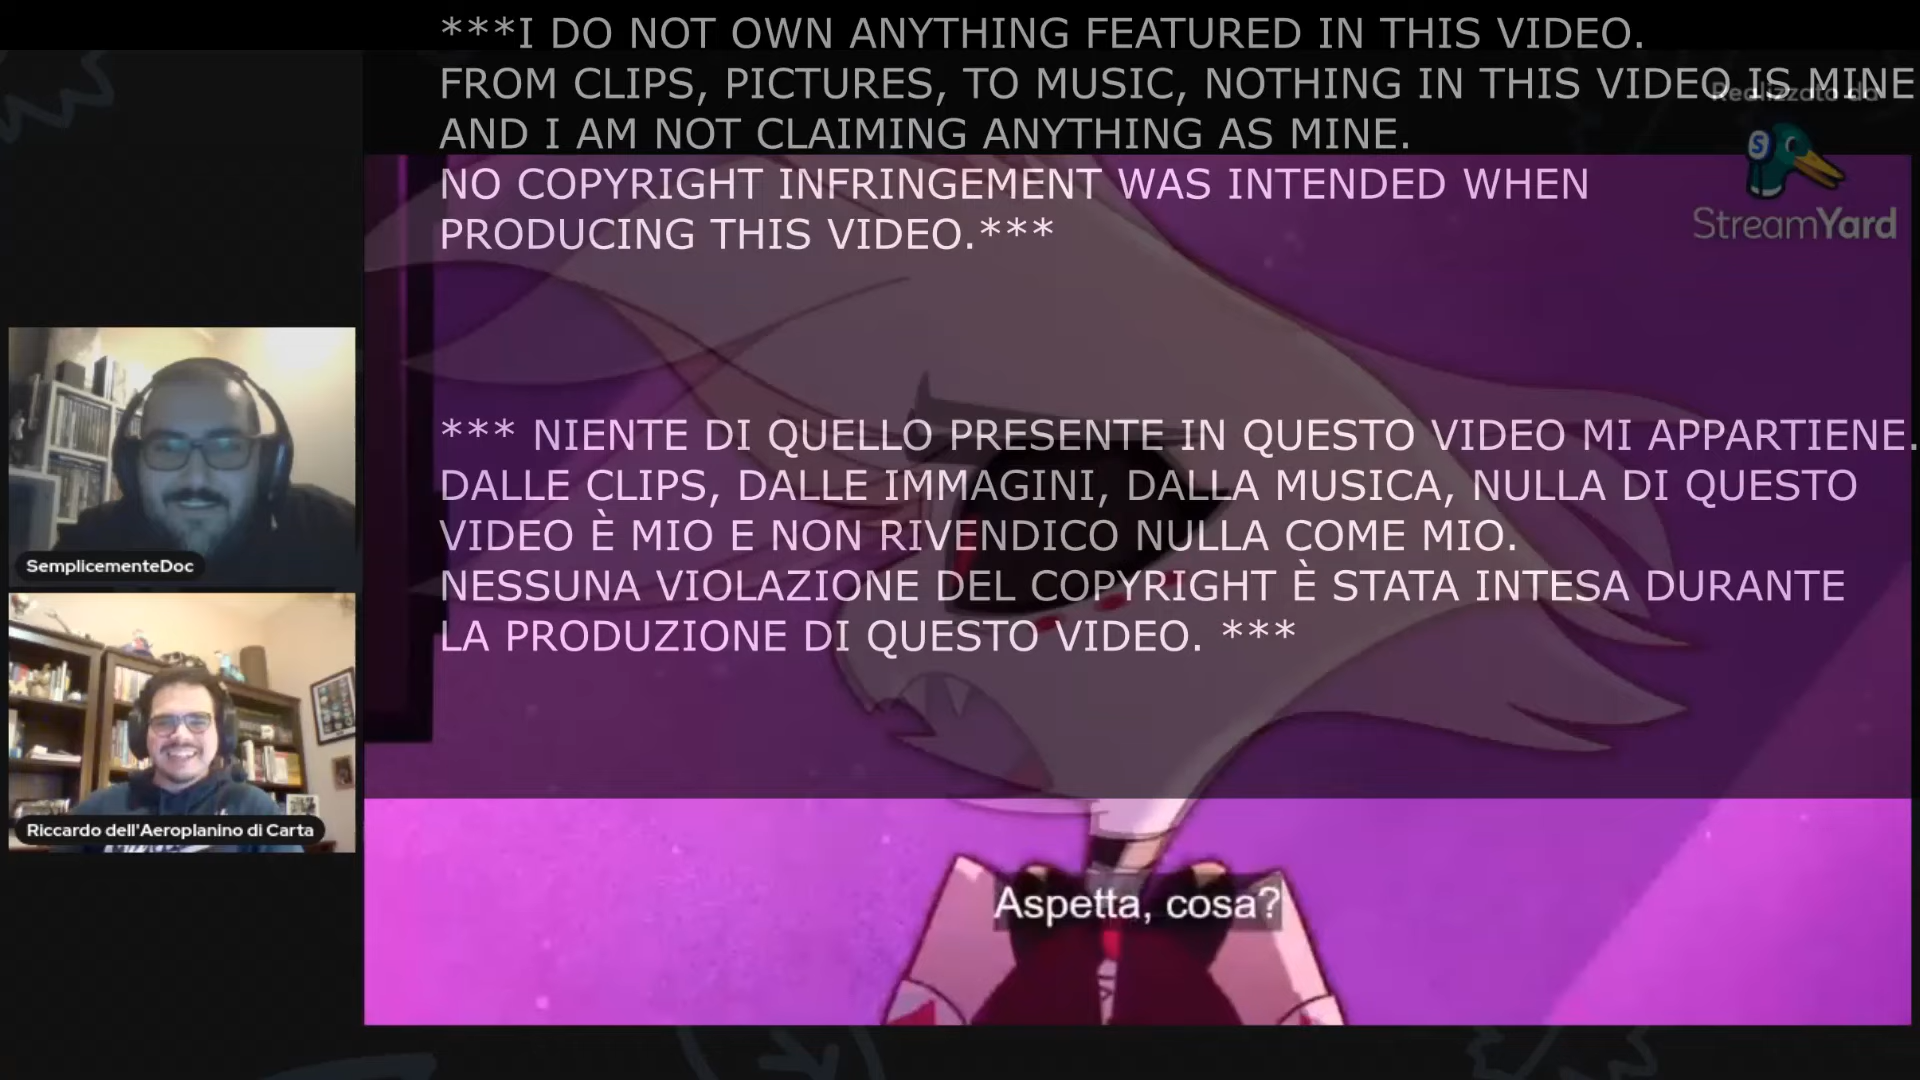 ***I DO NOT OWN ANYTHING FEATURED IN THIS VIDEO.
FROM CLIPS, PICTURES, TO MUSIC, NOTHING IN THIS VIDEO IS MINE
AND I AM NOT CLAIMING ANYTHING AS MINE.
NO COPYRIGHT INFRINGEMENT WAS INTENDED WHEN
PRODUCING THIS VIDEO.***
Realizzato da
StreamYard
*** NIENTE DI QUELLO PRESENTE IN QUESTO VIDEO MI APPARTIENE.
DALLE CLIPS, DALLE IMMAGINI, DALLA MUSICA, NULLA DI QUESTO
VIDEO È MIO E NON RIVENDICO NULLA COME MIO.
NESSUNA VIOLAZIONE DEL COPYRIGHT È STATA INTESA DURANTE
LA PRODUZIONE DI QUESTO VIDEO. ***
SemplicementeDoc
Riccardo dell'Aeroplanino di Carta
Aspetta, cosa?